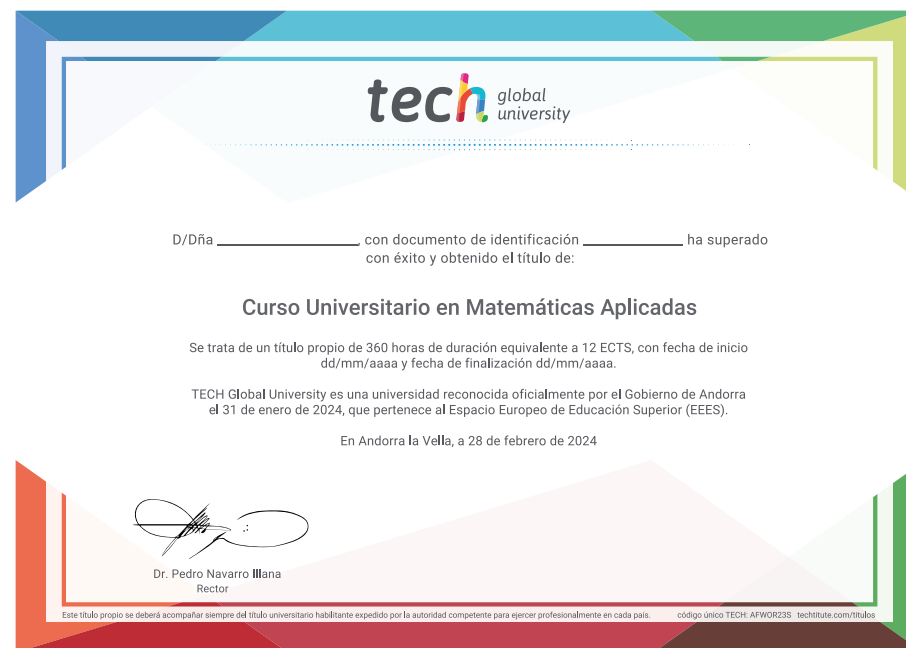 tech global university
D/Dña ____________, con documento de identificación ____________ ha superado
con éxito y obtenido el título de:
Curso Universitario en Matemáticas Aplicadas
Se trata de un título propio de 360 horas de duración equivalente a 12 ECTS, con fecha de inicio
dd/mm/aaaa y fecha de finalización dd/mm/aaaa.
TECH Global University es una universidad reconocida oficialmente por el Gobierno de Andorra
el 31 de enero de 2024, que pertenece al Espacio Europeo de Educación Superior (EEES).
En Andorra la Vella, a 28 de febrero de 2024
Dr. Pedro Navarro Illana
Rector
Este título propio se deberá acompañar siempre del título universitario habilitante expedido por la autoridad competente para ejercer profesionalmente en cada país. código único TECH: AFWOR23S techtitute.com/títulos